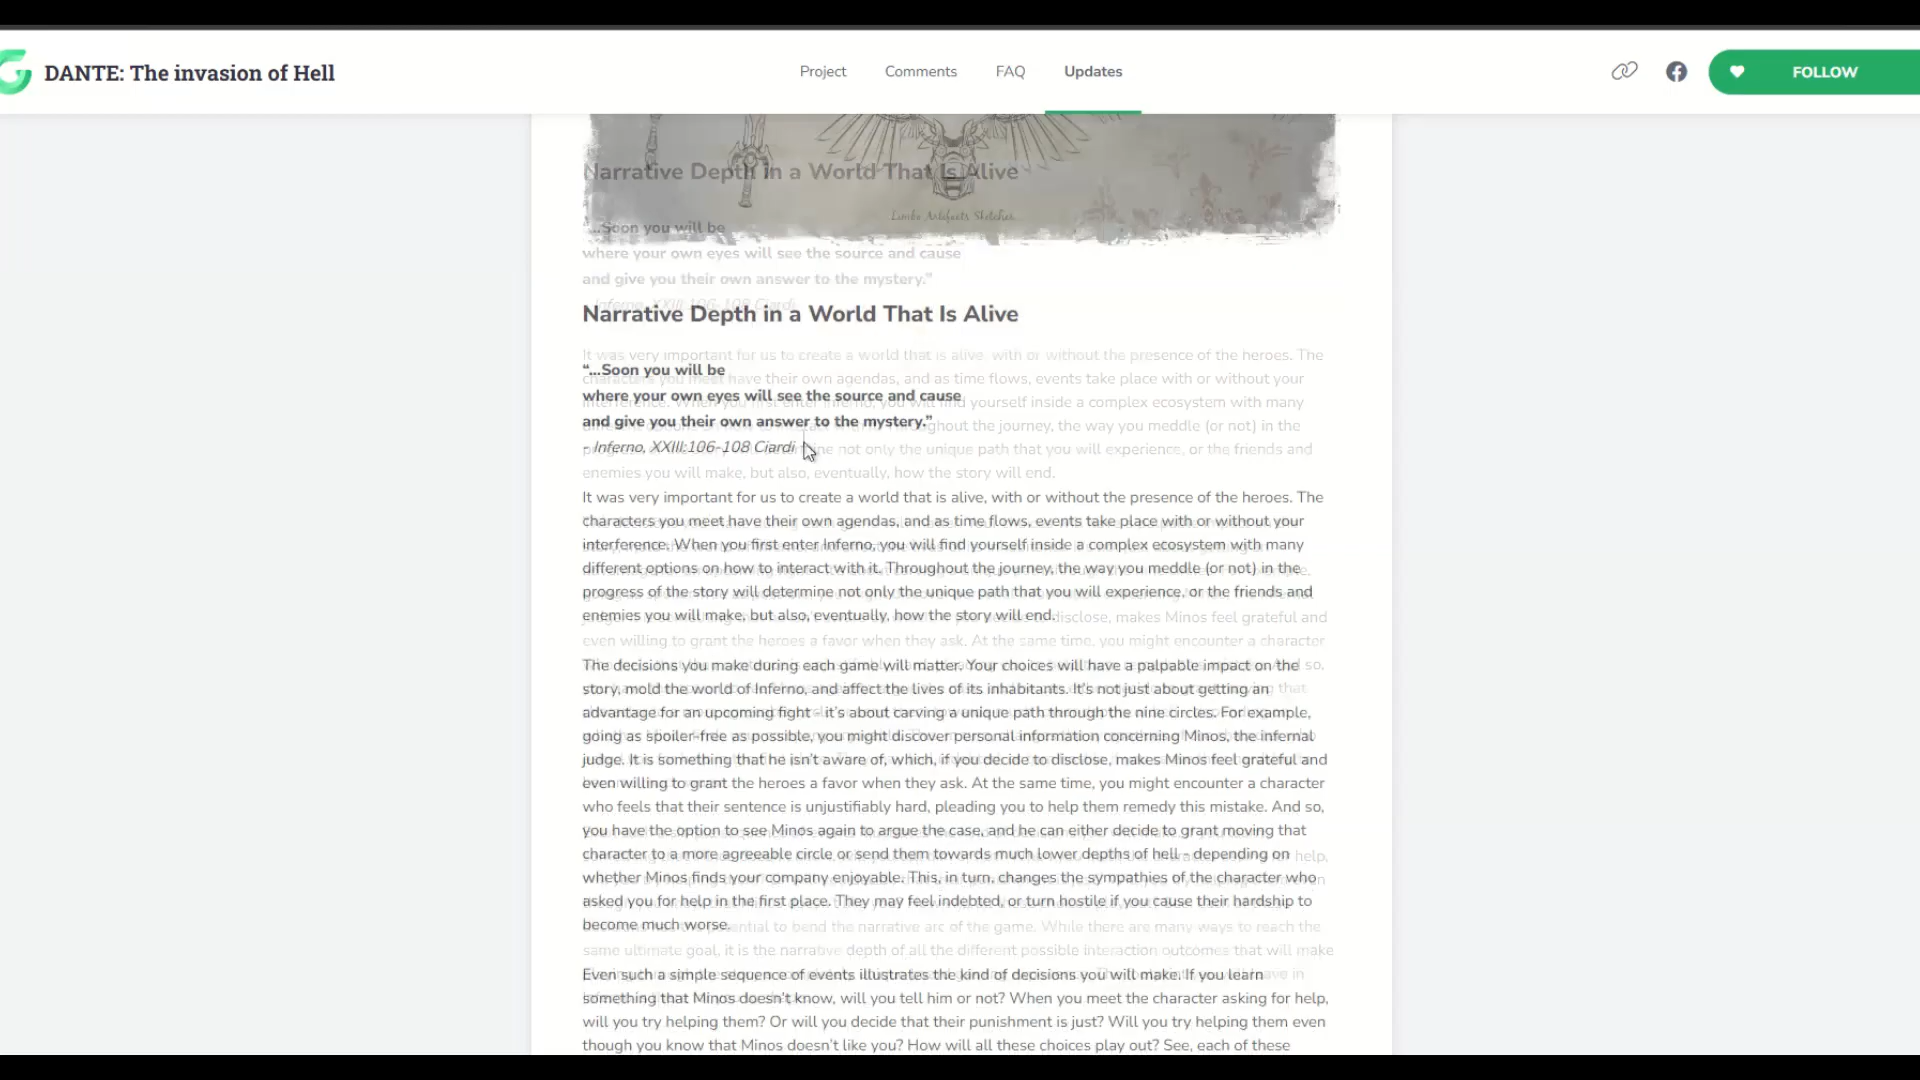 DANTE: The invasion of Hell
Project
Comments
FAQ
Updates
FOLLOW
Limbo Artifacts Sketches
Narrative Depth in a World That Is Alive
“...Soon you will be
where your own eyes will see the source and cause
and give you their own answer to the mystery.”
- Inferno, XXIII:106-108 Ciardi
It was very important for us to create a world that is alive, with or without the presence of the heroes. The
characters you meet have their own agendas, and as time flows, events take place with or without your
interference. When you first enter Inferno, you will find yourself inside a complex ecosystem with many
different options on how to interact with it. Throughout the journey, the way you meddle (or not) in the
progress of the story will determine not only the unique path that you will experience, or the friends and
enemies you will make, but also, eventually, how the story will end.
The decisions you make during each game will matter. Your choices will have a palpable impact on the
story, mold the world of Inferno, and affect the lives of its inhabitants. It’s not just about getting an
advantage for an upcoming fight - it’s about carving a unique path through the nine circles. For example,
going as spoiler-free as possible, you might discover personal information concerning Minos, the infernal
judge. It is something that he isn’t aware of, which, if you decide to disclose, makes Minos feel grateful and
even willing to grant the heroes a favor when they ask. At the same time, you might encounter a character
who feels that their sentence is unjustifiably hard, pleading you to help them remedy this mistake. And so,
you have the option to see Minos again to argue the case, and he can either decide to grant moving that
character to a more agreeable circle or send them towards much lower depths of hell - depending on
whether Minos finds your company enjoyable. This, in turn, changes the sympathies of the character who
asked you for help in the first place. They may feel indebted, or turn hostile if you cause their hardship to
become much worse.
Even such a simple sequence of events illustrates the kind of decisions you will make. If you learn
something that Minos doesn’t know, will you tell him or not? When you meet the character asking for help,
will you try helping them? Or will you decide that their punishment is just? Will you try helping them even
though you know that Minos doesn’t like you? How will all these choices play out? See, each of these